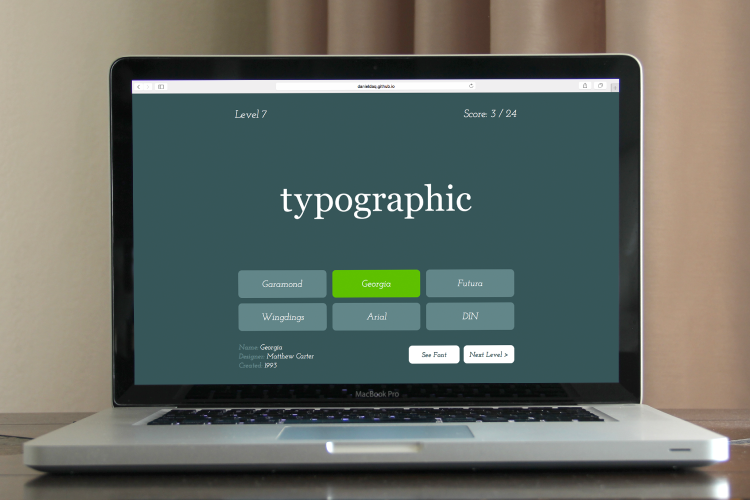 danieldiaq.github.io
Level 7
Score: 3 / 24
typographic
Garamond
Georgia
Futura
Wingdings
Arial
DIN
Name: Georgia
Designer: Matthew Carter
Created: 1993
See Font
Next Level >
MacBook Pro